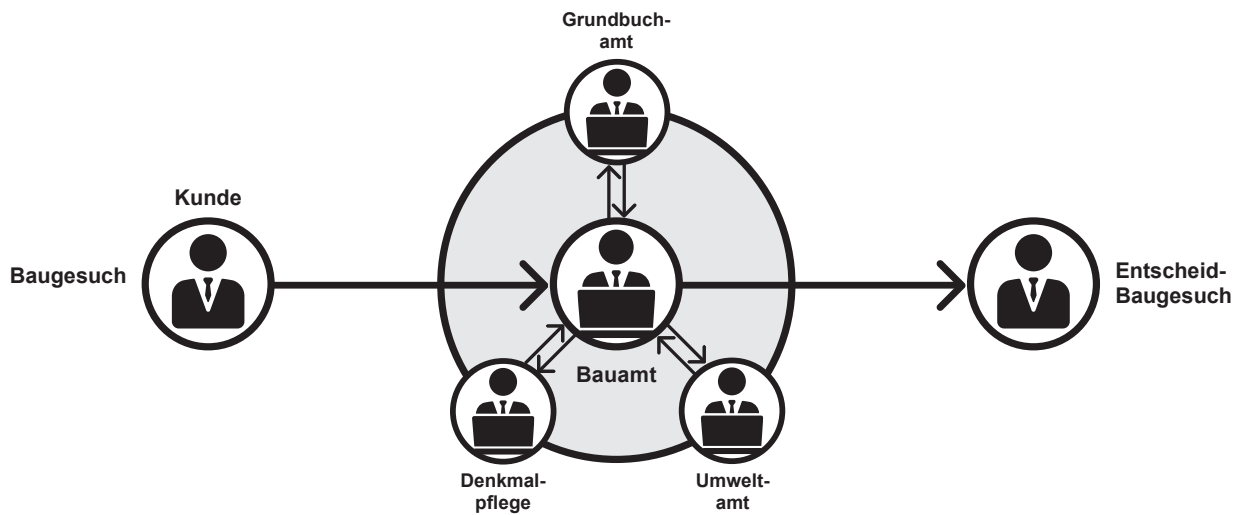 Grundbuch-
amt
Kunde
Baugesuch
Entscheid-
Baugesuch
Bauamt
Denkmal-
pflege
Umwelt-
amt